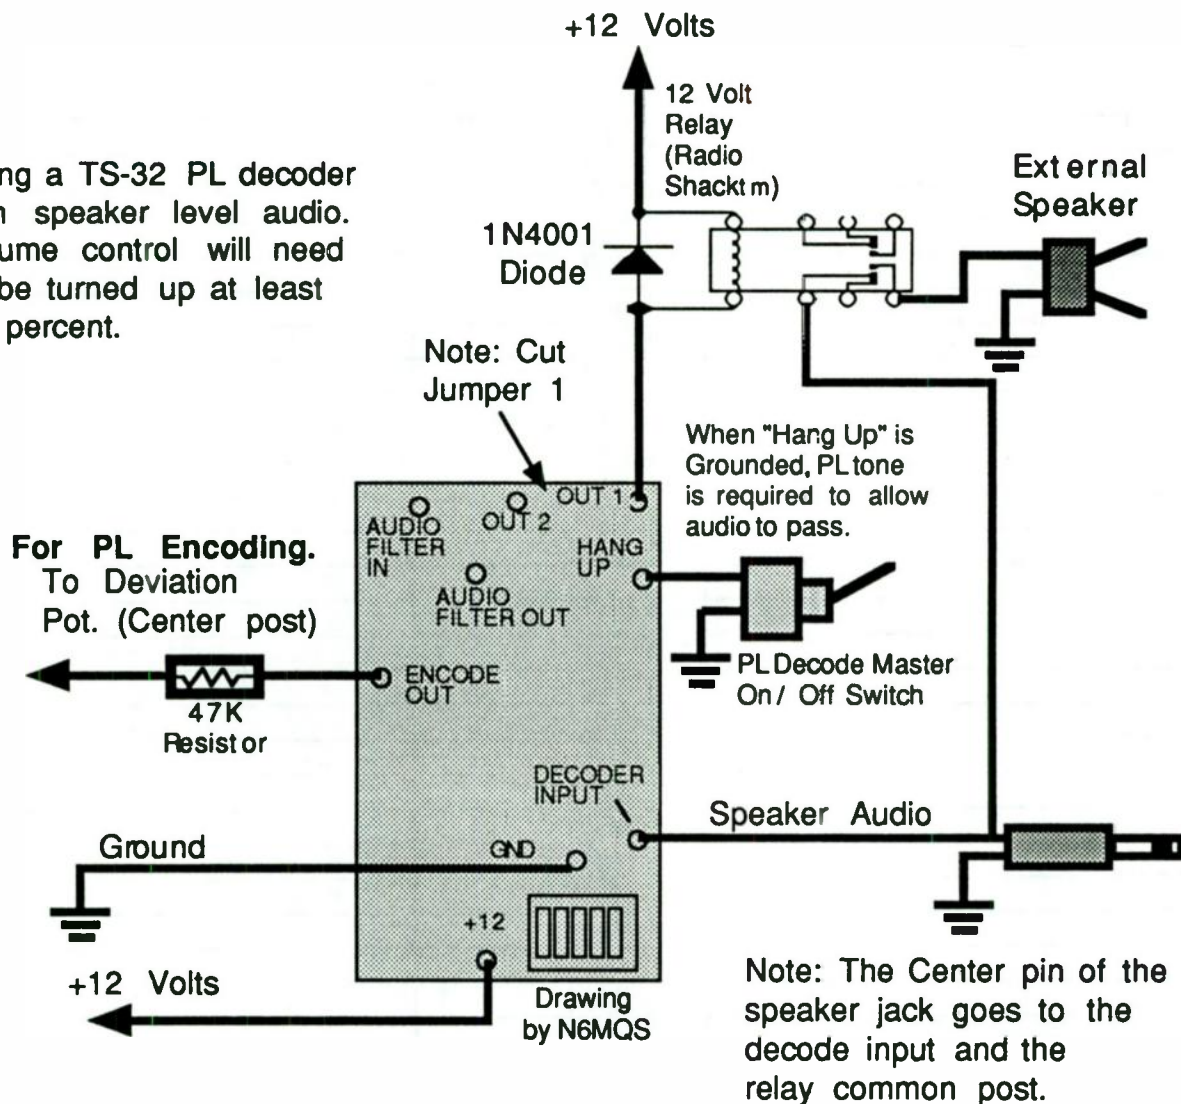 +12 Volts
12 Volt
Relay
(Radio
Shacktm)
ng a TS-32 PL decoder
speaker level audio.
ume control will need
be turned up at least
percent.
1N4001
Diode
External
Speaker
Note: Cut
Jumper 1
When "Hang Up" is
Grounded, PL tone
is required to allow
audio to pass.
OUT 1
OUT 2
AUDIO
FILTER
IN
HANG
UP
AUDIO
FILTER OUT
For PL Encoding.
To Deviation
Pot. (Center post)
ENCODE
OUT
47K
Resistor
PL Decode Master
On / Off Switch
DECODER
INPUT
Speaker Audio
Ground
GND
+12
+12 Volts
Drawing
by N6MQS
Note: The Center pin of the
speaker jack goes to the
decode input and the
relay common post.